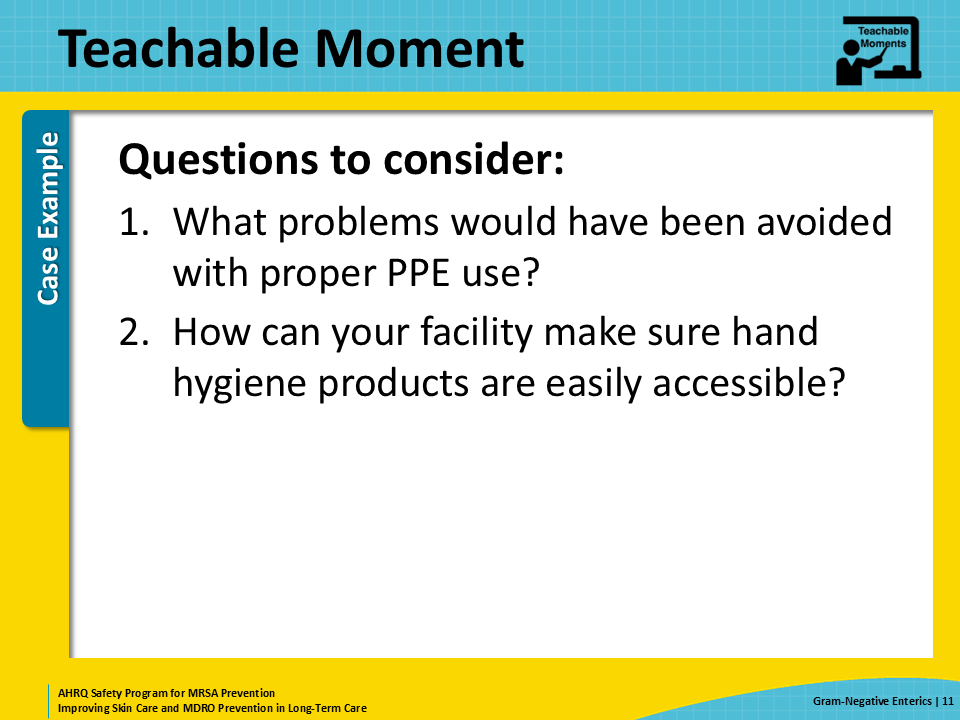 Teachable Moment
Teachable
Moments
Case Example
Questions to consider:
1. What problems would have been avoided
with proper PPE use?
2. How can your facility make sure hand
hygiene products are easily accessible?
AHRQ Safety Program for MRSA Prevention
Improving Skin Care and MDRO Prevention in Long-Term Care
Gram-Negative Enterics | 11